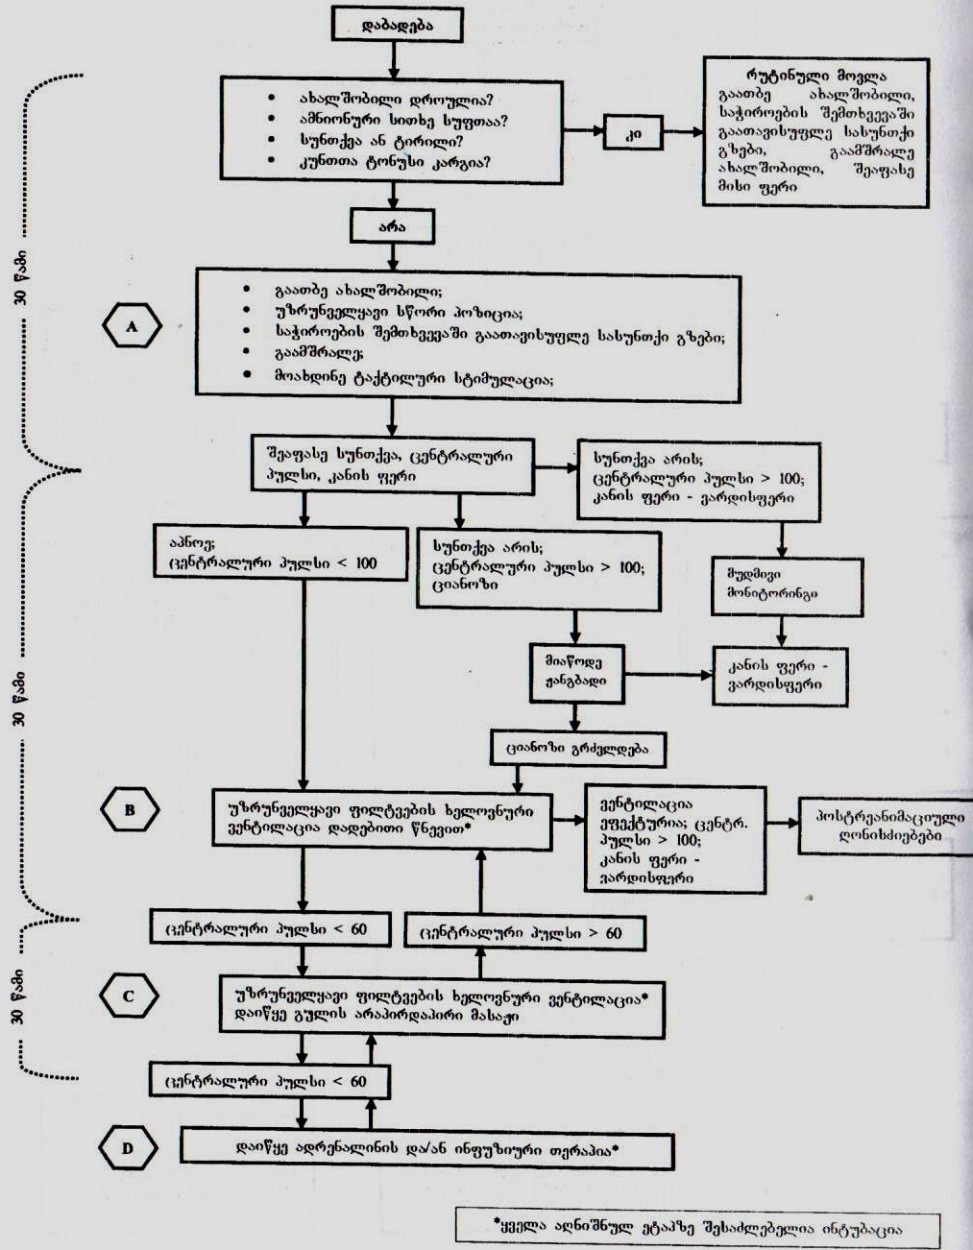 დაბადება
• ახალშობილი დროულია?
• ამნიონური სითხე სუფთაა?
• სუნთქვა ან ტირილი?
• კუნთთა ტონუსი კარგია?
კი
რუტინული მოვლა
გაათბე ახალშობილი,
საჭიროების შემთხვევაში
გაათავისუფლე სასუნთქი
გზები, გაამშრალე
ახალშობილი, შეაფასე
მისი ფერი
არა
30 წამი
A
• გაათბე ახალშობილი;
• უზრუნველყავი სწორი პოზიცია;
• საჭიროების შემთხვევაში გაათავისუფლე სასუნთქი გზები;
• გაამშრალე;
• მოახდინე ტაქტილური სტიმულაცია;
შეაფასე სუნთქვა, ცენტრალური
პულსი, კანის ფერი
სუნთქვა არის;
ცენტრალური პულსი > 100;
კანის ფერი - ვარდისფერი
აპნოე;
ცენტრალური პულსი < 100
სუნთქვა არის;
ცენტრალური პულსი > 100;
ციანოზი
მუდმივი
მონიტორინგი
მიაწოდე
ჟანგბადი
კანის ფერი -
ვარდისფერი
30 წამი
ციანოზი გრძელდება
B
უზრუნველყავი ფილტვების ხელოვნური
ვენტილაცია დადებითი წნევით*
ვენტილაცია
ეფექტურია; ცენტრ.
პულსი > 100;
კანის ფერი -
ვარდისფერი
პოსტრეანიმაციული
ღონისძიებები
ცენტრალური პულსი < 60
ცენტრალური პულსი > 60
30 წამი
C
უზრუნველყავი ფილტვების ხელოვნური ვენტილაცია*
დაიწყე გულის არაპირდაპირი მასაჟი
ცენტრალური პულსი < 60
D
დაიწყე ადრენალინის და/ან ინფუზიური თერაპია*
*ყველა აღნიშნულ ეტაპზე შესაძლებელია ინტუბაცია